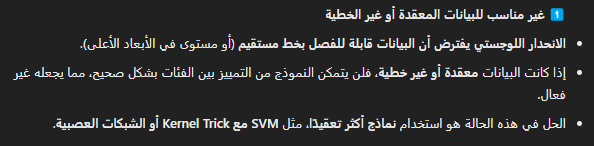 1 غير مناسب للبيانات المعقدة أو غير الخطية
• الانحدار اللوجستي يفترض أن البيانات قابلة للفصل بخط مستقيم (أو مستوى في الأبعاد الأعلى).
• إذا كانت البيانات معقدة أو غير خطية، فلن يتمكن النموذج من التمييز بين الفئات بشكل صحيح، مما يجعله غير
فعال.
• الحل في هذه الحالة هو استخدام نماذج أكثر تعقيدًا، مثل SVM مع Kernel Trick أو الشبكات العصبية.